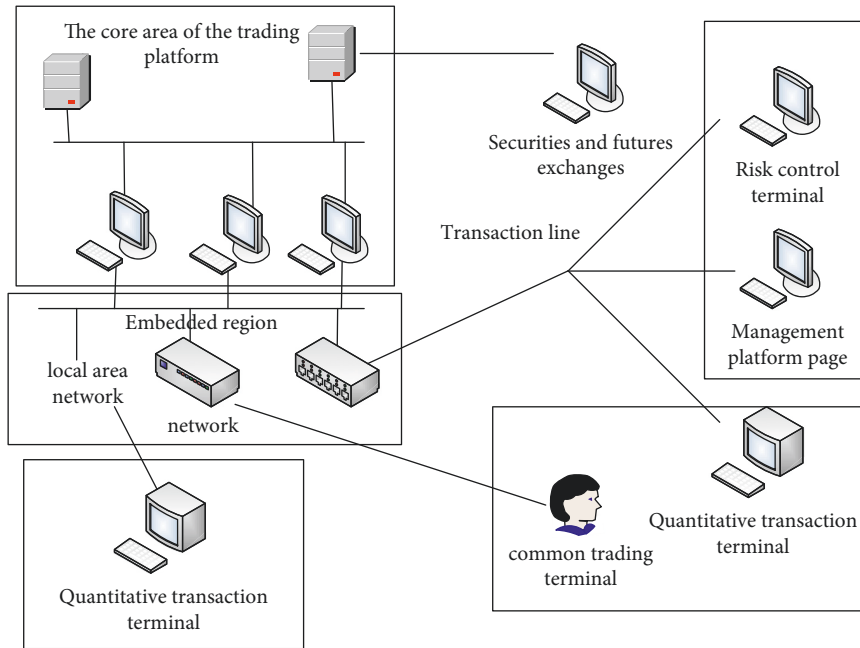 The core area of the trading
platform
Securities and futures
exchanges
Risk control
terminal
Transaction line
Management
platform page
Embedded region
local area
network
network
Quantitative transaction
terminal
common trading
terminal
Quantitative transaction
terminal